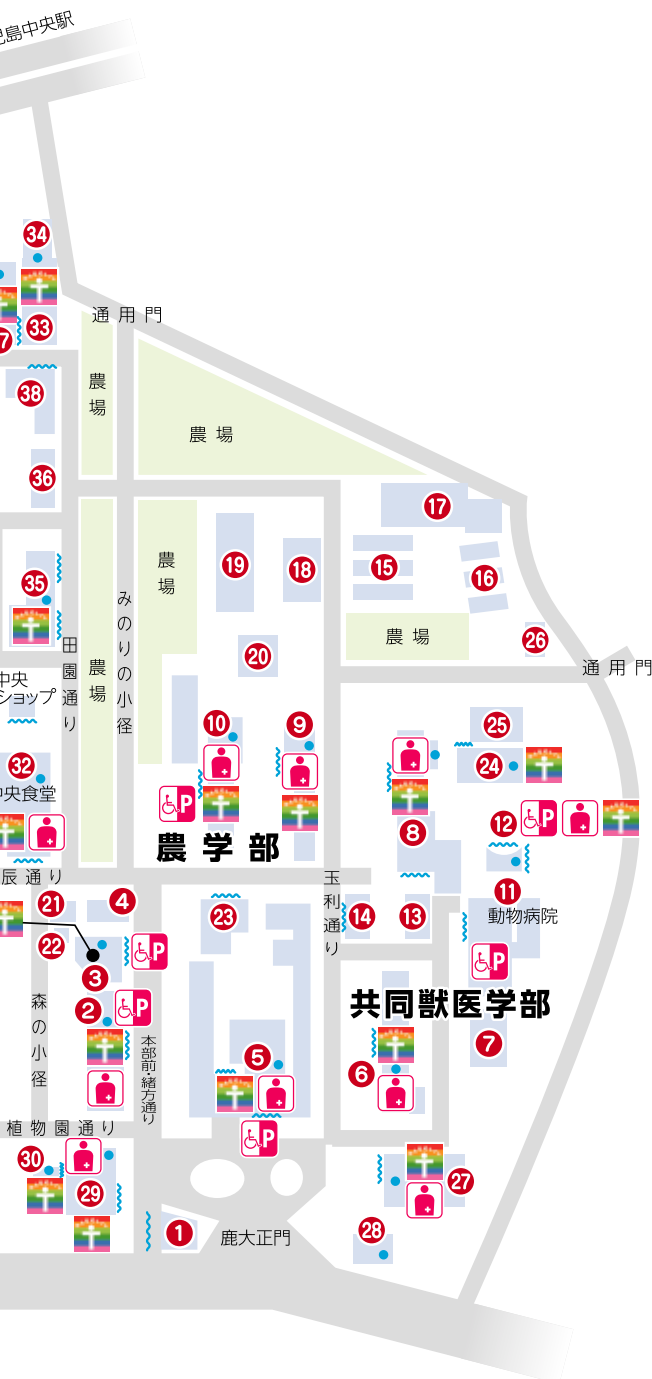 児島中央駅
34
33
7
通用門
38
農場
農場
36
17
19
18
15
16
35
農場
みのりの小径
農場
26
20
田園通り
農場
通用門
中央
ショップ
10
9
25
32
24
中央食堂
P
12
P
8
農学部
辰通り
玉利通り
11
動物病院
21
4
23
14
13
22
P
3
P
森の小径
2
P
共同獣医学部
本部前・緒方通り
5
7
6
植物園通り
P
30
29
27
1
鹿大正門
28